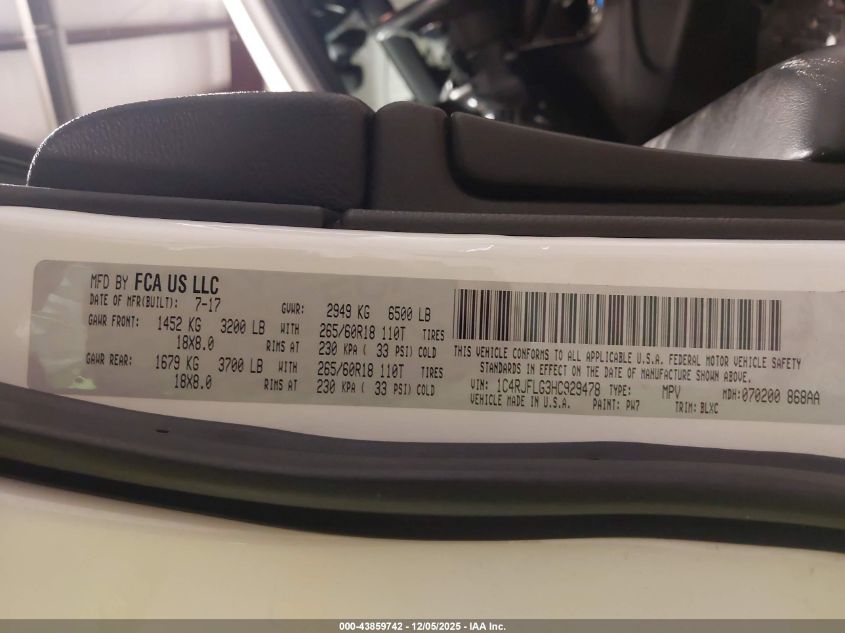 MFD BY FCA US LLC
DATE OF MFR(BUILT): 7-17 GVWR: 2949 KG 6500 LB
GAWR FRONT: 1452 KG 3200 LB WITH 265/60R18 110T TIRES
18X8.0 RIMS AT 230 KPA ( 33 PSI) COLD
GAWR REAR: 1679 KG 3700 LB WITH 265/60R18 110T TIRES
18X8.0 RIMS AT 230 KPA ( 33 PSI) COLD
THIS VEHICLE CONFORMS TO ALL APPLICABLE U.S.A. FEDERAL MOTOR VEHICLE SAFETY
STANDARDS IN EFFECT ON THE DATE OF MANUFACTURE SHOWN ABOVE.
VIN: 1C4RJFLG3HC929478 TYPE: MPV MDH:070200 868AA
VEHICLE MADE IN U.S.A. PAINT: PW7 TRIM: BLXC
000-43859742 - 12/05/2025 - IAA Inc.